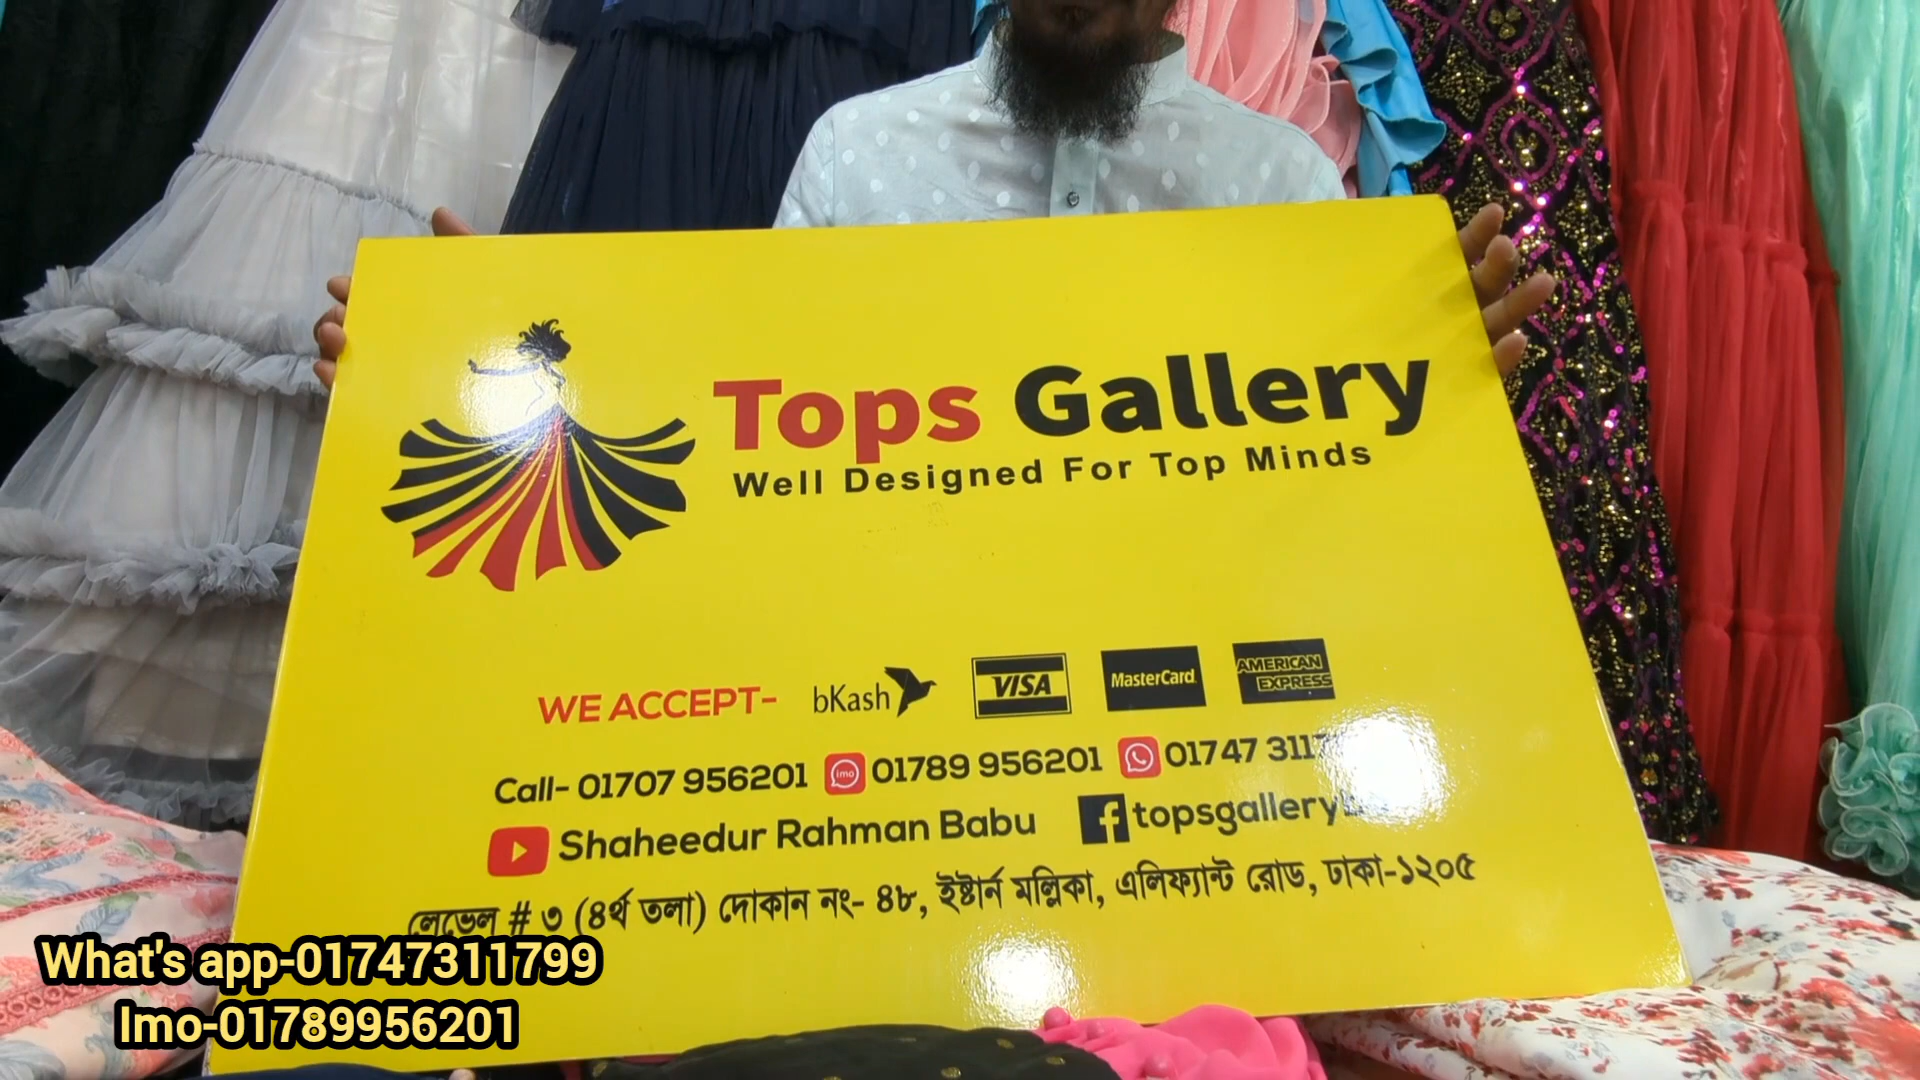 Tops Gallery
Well Designed For Top Minds
WE ACCEPT- bKash VISA MasterCard AMERICAN EXPRESS
Call- 01707 956201 imo 01789 956201 01747 311
Shaheedur Rahman Babu topsgallery
লেভেল # ৩ (৪র্থ তলা) দোকান নং- ৪৮, ইষ্টার্ন মল্লিকা, এলিফ্যান্ট রোড, ঢাকা-১২০৫
What's app-01747311799
Imo-01789956201